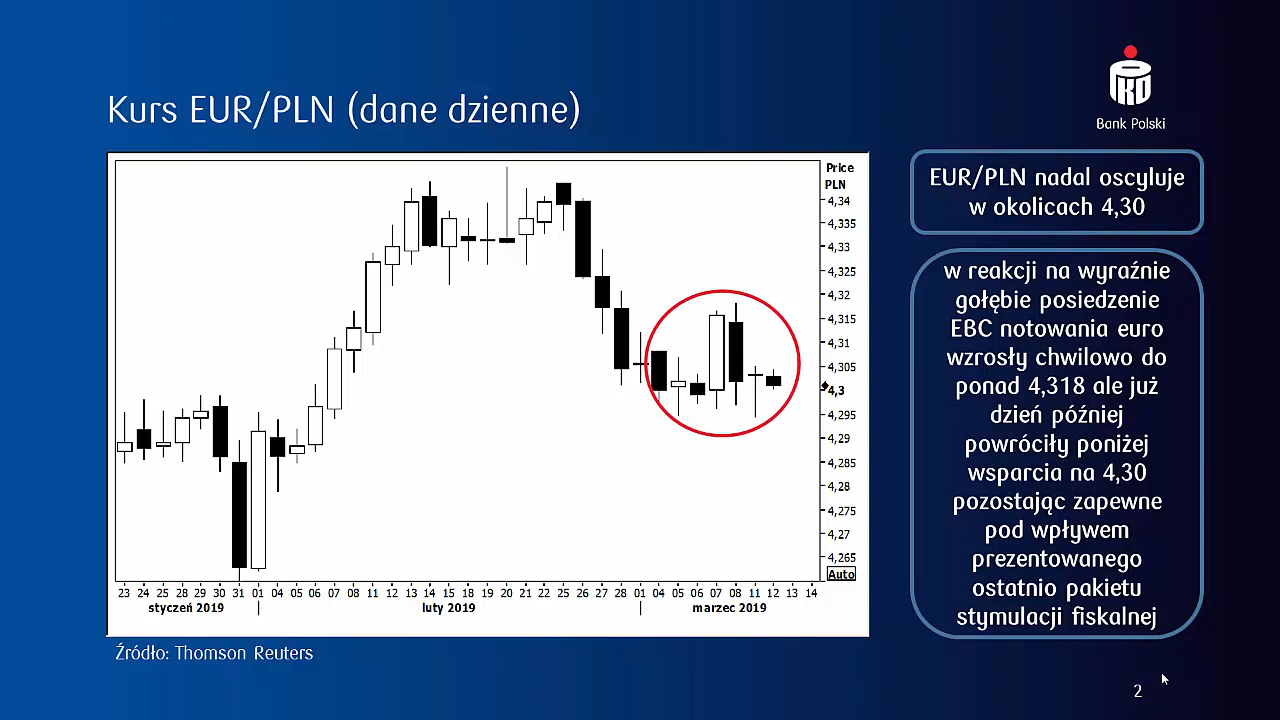 Kurs EUR/PLN (dane dzienne)
PKO
Bank Polski
Price
PLN
4,34
4,335
4,33
4,325
4,32
4,315
4,31
4,305
4,3
4,295
4,29
4,285
4,28
4,275
4,27
4,265
Auto
23 24 25 28 29 30 31 01 04 05 06 07 08 11 12 13 14 15 18 19 20 21 22 25 26 27 28 01 04 05 06 07 08 11 12 13 14
styczeń 2019 luty 2019 marzec 2019
Źródło: Thomson Reuters
EUR/PLN nadal oscyluje
w okolicach 4,30
w reakcji na wyraźnie
gołębie posiedzenie
EBC notowania euro
wzrosły chwilowo do
ponad 4,318 ale już
dzień później
powróciły poniżej
wsparcia na 4,30
pozostając zapewne
pod wpływem
prezentowanego
ostatnio pakietu
stymulacji fiskalnej
2